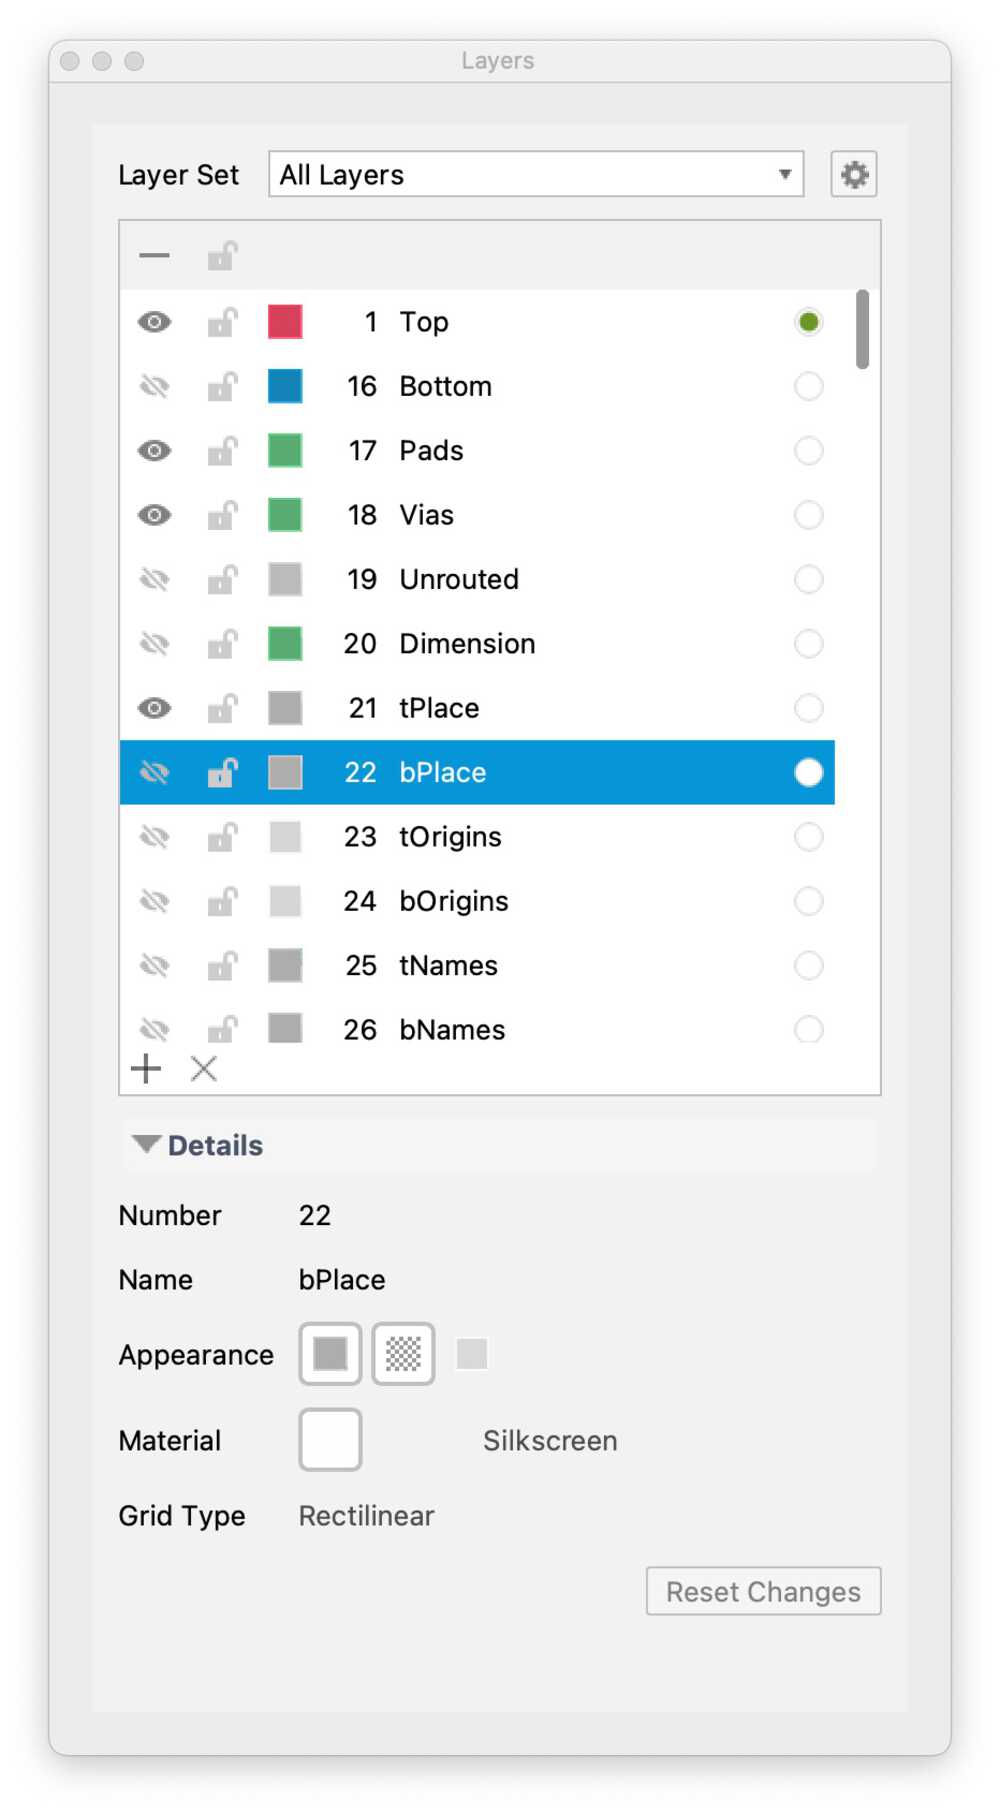 Layers
Layer Set All Layers
1 Top
16 Bottom
17 Pads
18 Vias
19 Unrouted
20 Dimension
21 tPlace
22 bPlace
23 tOrigins
24 bOrigins
25 tNames
26 bNames
Details
Number 22
Name bPlace
Appearance
Material Silkscreen
Grid Type Rectilinear
Reset Changes